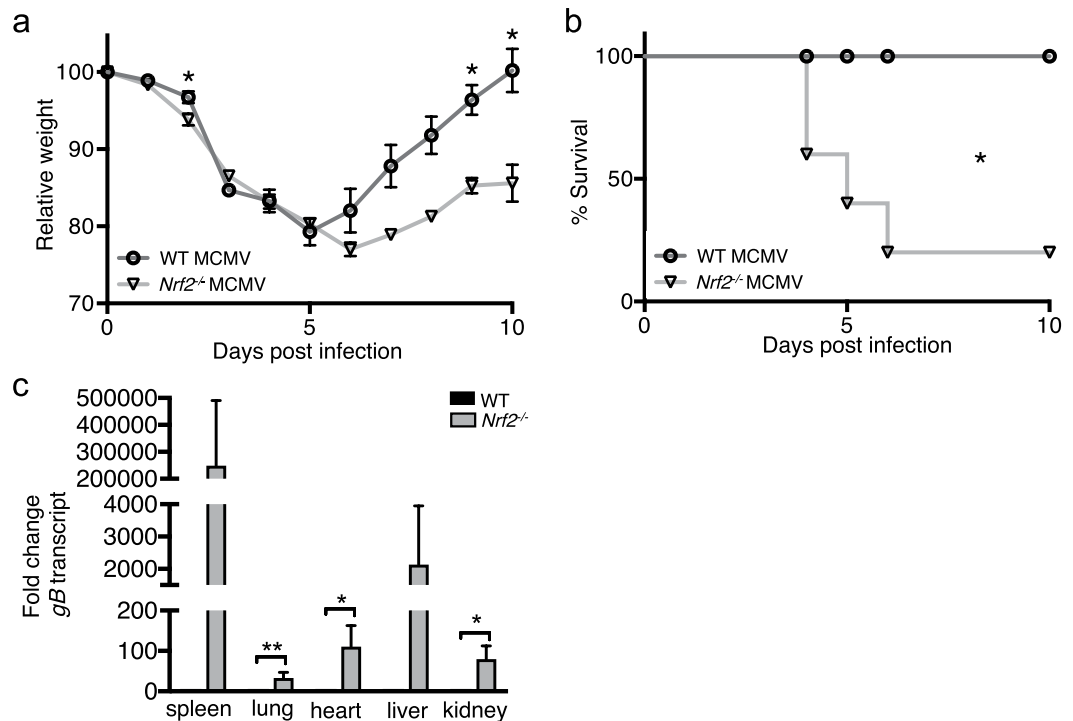 a
Relative weight
100
90
80
70
*
*
*
WT MCMV
Nrf2-/- MCMV
0
5
10
Days post infection
b
% Survival
100
50
0
*
WT MCMV
Nrf2-/- MCMV
0
5
10
Days post infection
c
Fold change
gB transcript
500000
400000
300000
200000
4000
3000
2000
200
100
0
WT
Nrf2-/-
**
*
*
spleen
lung
heart
liver
kidney